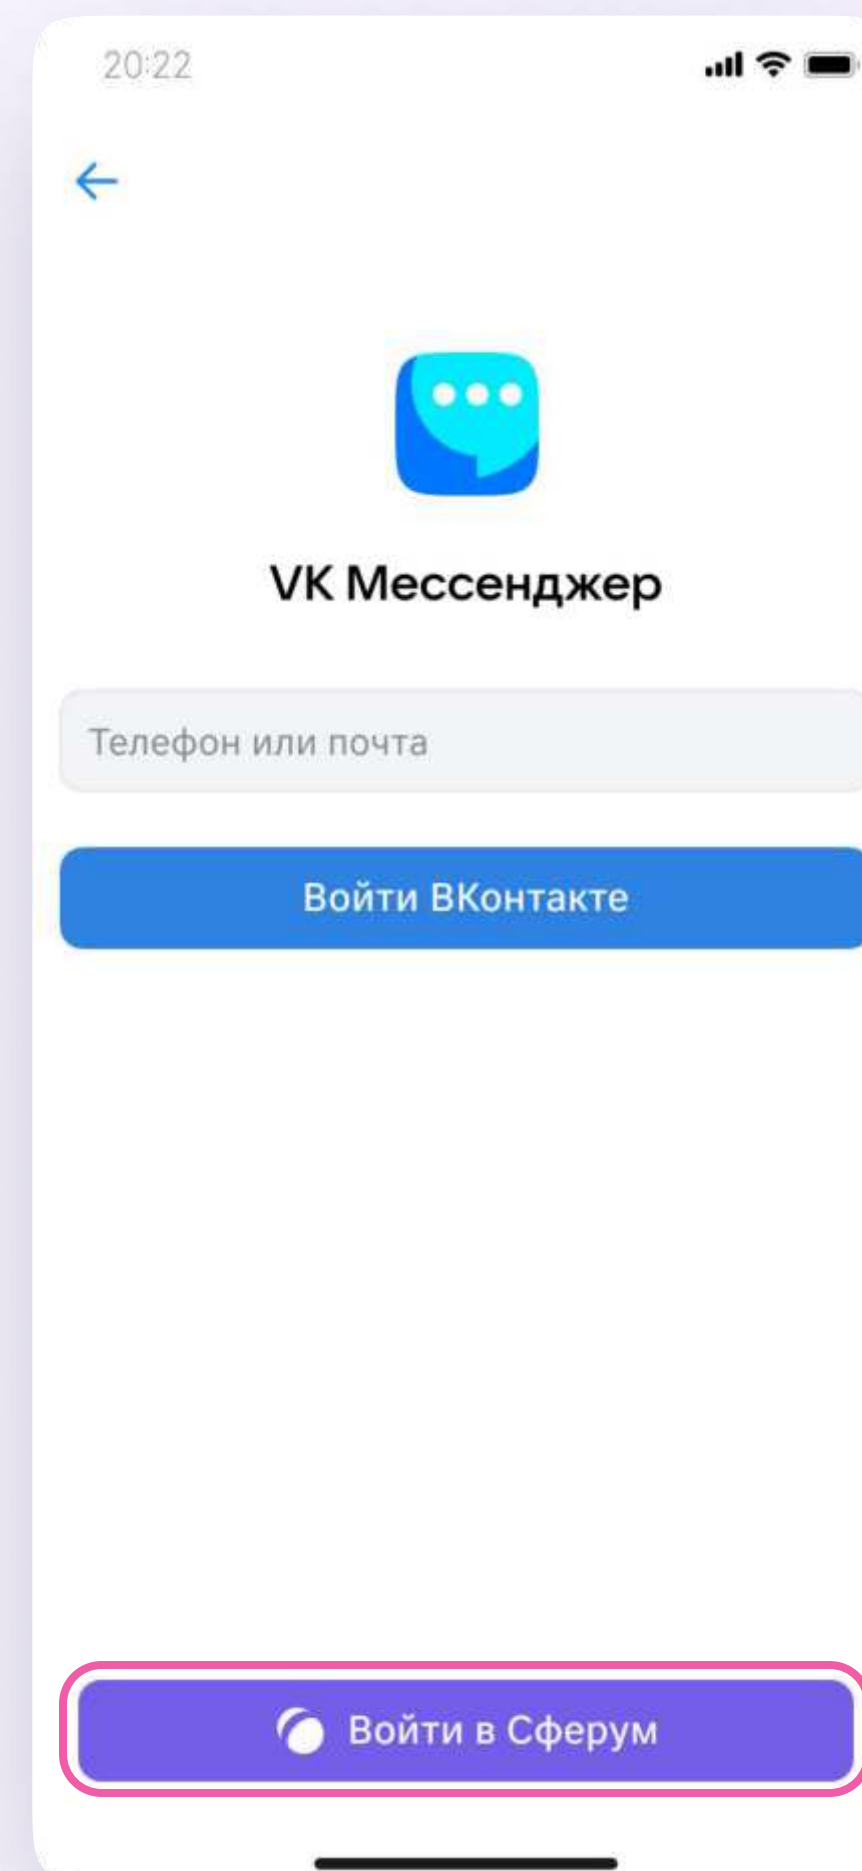 20:22
VK Мессенджер
Телефон или почта
Войти ВКонтакте
Войти в Сферум